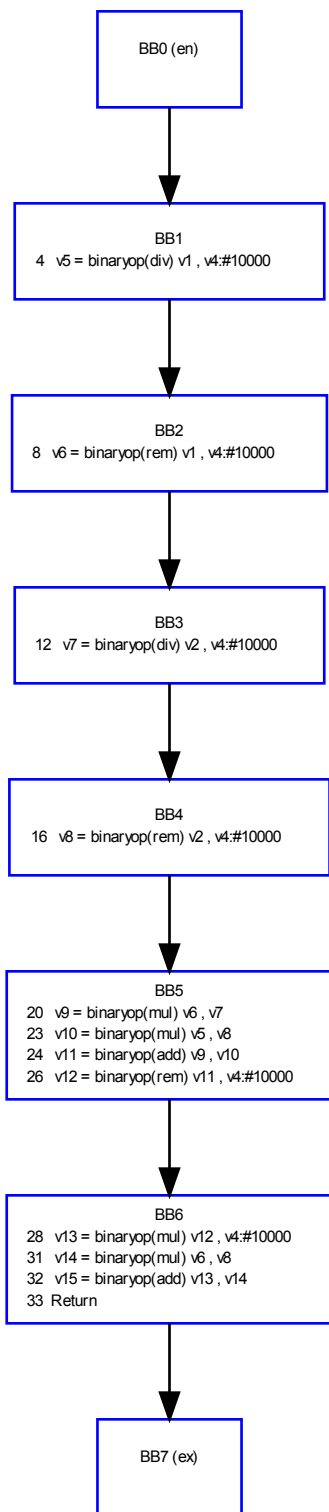 BB0 (en)
BB1
4 v5 = binaryop(div) v1 , v4:#10000
BB2
8 v6 = binaryop(rem) v1 , v4:#10000
BB3
12 v7 = binaryop(div) v2 , v4:#10000
BB4
16 v8 = binaryop(rem) v2 , v4:#10000
BB5
20 v9 = binaryop(mul) v6 , v7
23 v10 = binaryop(mul) v5 , v8
24 v11 = binaryop(add) v9 , v10
26 v12 = binaryop(rem) v11 , v4:#10000
BB6
28 v13 = binaryop(mul) v12 , v4:#10000
31 v14 = binaryop(mul) v6 , v8
32 v15 = binaryop(add) v13 , v14
33 Return
BB7 (ex)